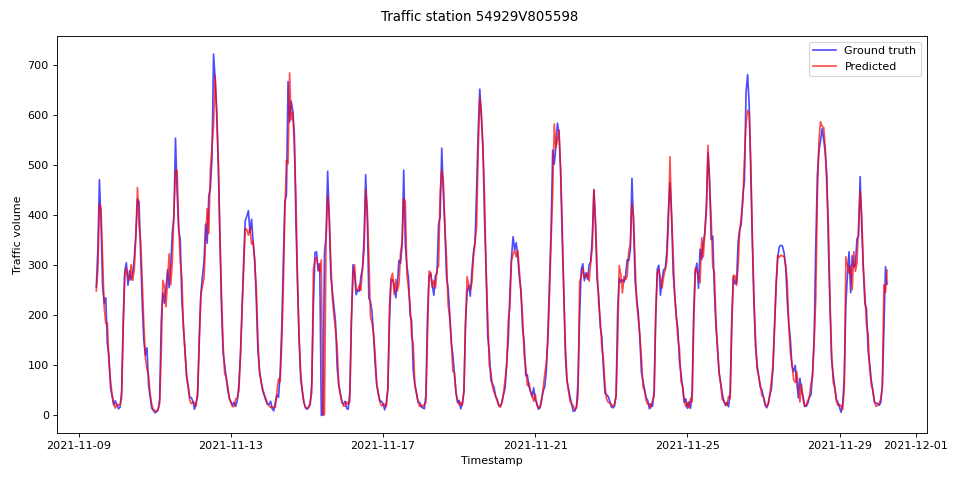 Traffic station 54929V805598
Ground truth
Predicted
Traffic volume
700
600
500
400
300
200
100
0
2021-11-09 2021-11-13 2021-11-17 2021-11-21 2021-11-25 2021-11-29 2021-12-01
Timestamp